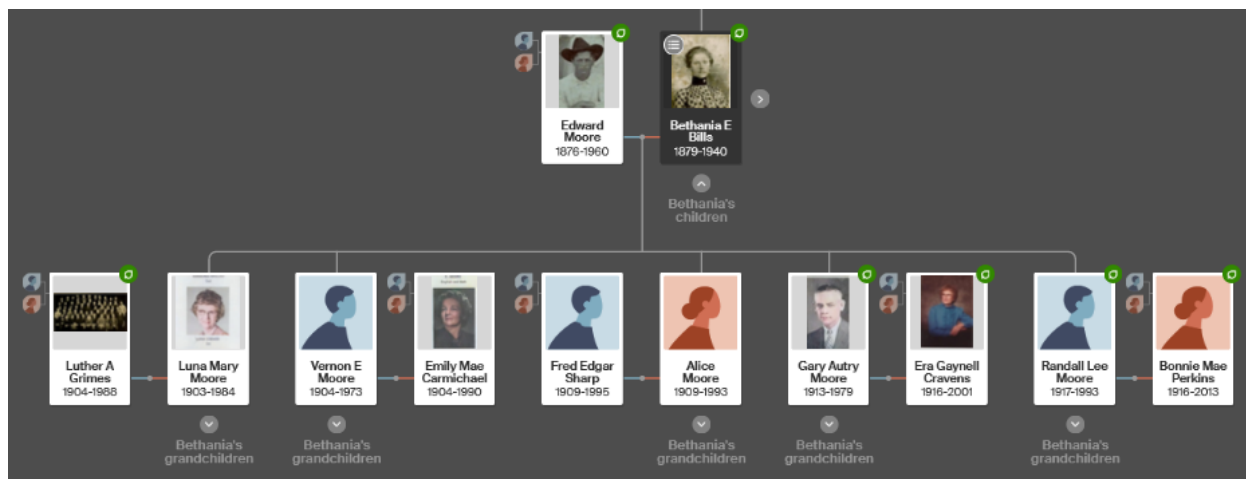 Edward
Moore
1876-1960
Bethania E
Bills
1879-1940
Bethania's
children
Luther A
Grimes
1904-1988
Luna Mary
Moore
1903-1984
Vernon E
Moore
1904-1973
Emily Mae
Carmichael
1904-1990
Fred Edgar
Sharp
1909-1995
Alice
Moore
1909-1993
Gary Autry
Moore
1913-1979
Era Gaynell
Cravens
1916-2001
Randall Lee
Moore
1917-1993
Bonnie Mae
Perkins
1916-2013
Bethania's
grandchildren
Bethania's
grandchildren
Bethania's
grandchildren
Bethania's
grandchildren
Bethania's
grandchildren